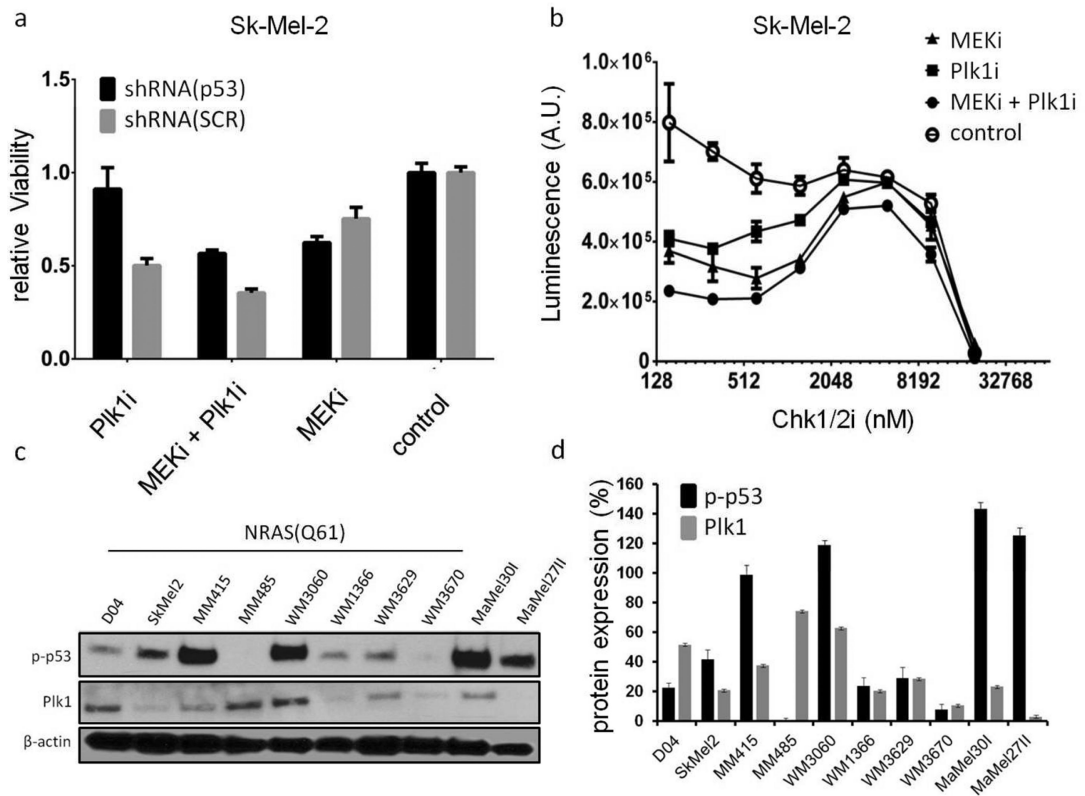 a
Sk-Mel-2
relative Viability
1.5
1.0
0.5
0.0
shRNA(p53)
shRNA(SCR)
Plk1i
MEKi + Plk1i
MEKi
control
b
Sk-Mel-2
Luminescence (A.U.)
1.0×10⁶
8.0×10⁵
6.0×10⁵
4.0×10⁵
2.0×10⁵
0
128 512 2048 8192 32768
Chk1/2i (nM)
MEKi
Plk1i
MEKi + Plk1i
control
c
NRAS(Q61)
D04 SkMel2 MM415 MM485 WM3060 WM1366 WM3629 WM3670 MaMel30I MaMel27II
p-p53
Plk1
β-actin
d
protein expression (%)
160
140
120
100
80
60
40
20
0
p-p53
Plk1
D04 SkMel2 MM415 MM485 WM3060 WM1366 WM3629 WM3670 MaMel30I MaMel27II